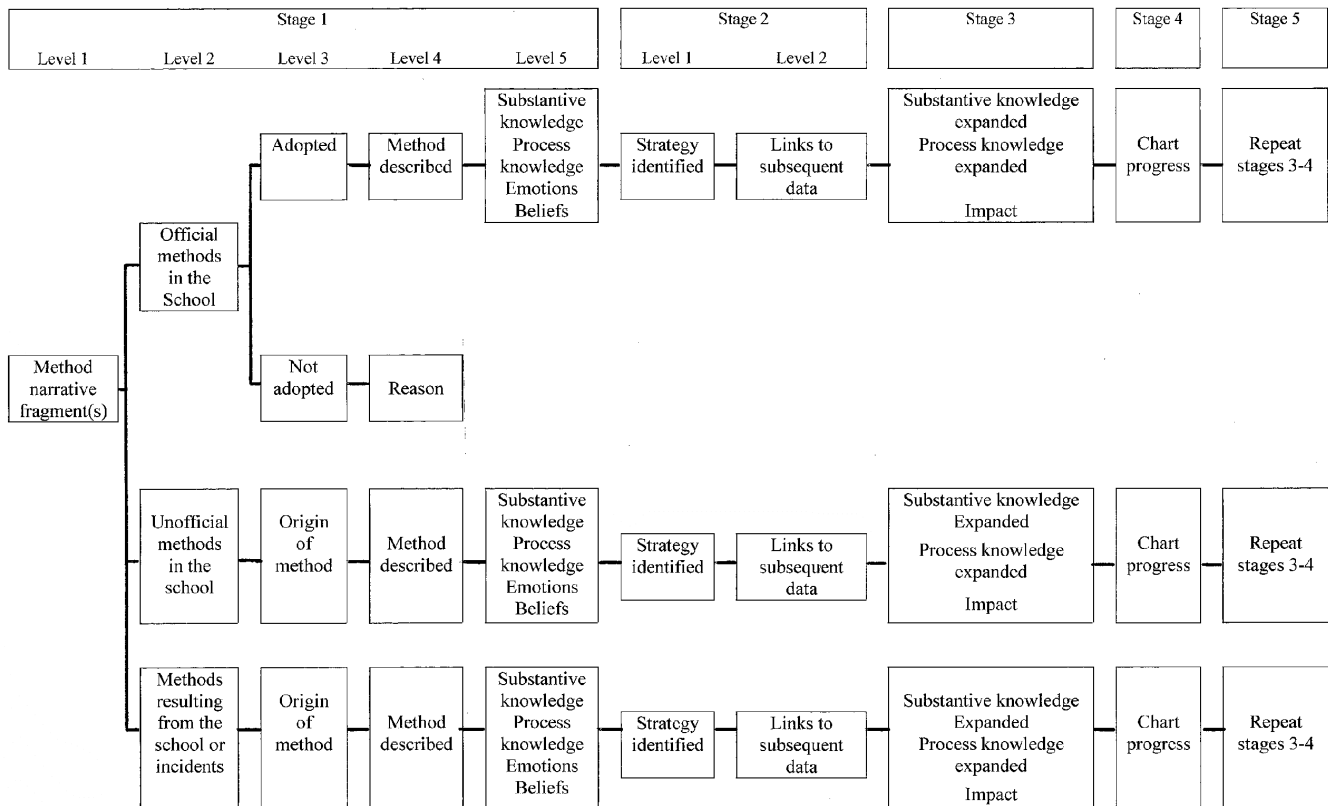 Stage 1
Stage 2
Stage 3
Stage 4
Stage 5
Level 1
Level 2
Level 3
Level 4
Level 5
Level 1
Level 2
Method
narrative
fragment(s)
Official
methods
in the
School
Adopted
Method
described
Substantive
knowledge
Process
knowledge
Emotions
Beliefs
Strategy
identified
Links to
subsequent
data
Substantive knowledge
expanded
Process knowledge
expanded
Impact
Chart
progress
Repeat
stages 3-4
Not
adopted
Reason
Unofficial
methods
in the
school
Origin
of
method
Method
described
Substantive
knowledge
Process
knowledge
Emotions
Beliefs
Strategy
identified
Links to
subsequent
data
Substantive knowledge
Expanded
Process knowledge
expanded
Impact
Chart
progress
Repeat
stages 3-4
Methods
resulting
from the
school or
incidents
Origin
of
method
Method
described
Substantive
knowledge
Process
knowledge
Emotions
Beliefs
Strategy
identified
Links to
subsequent
data
Substantive knowledge
Expanded
Process knowledge
expanded
Impact
Chart
progress
Repeat
stages 3-4